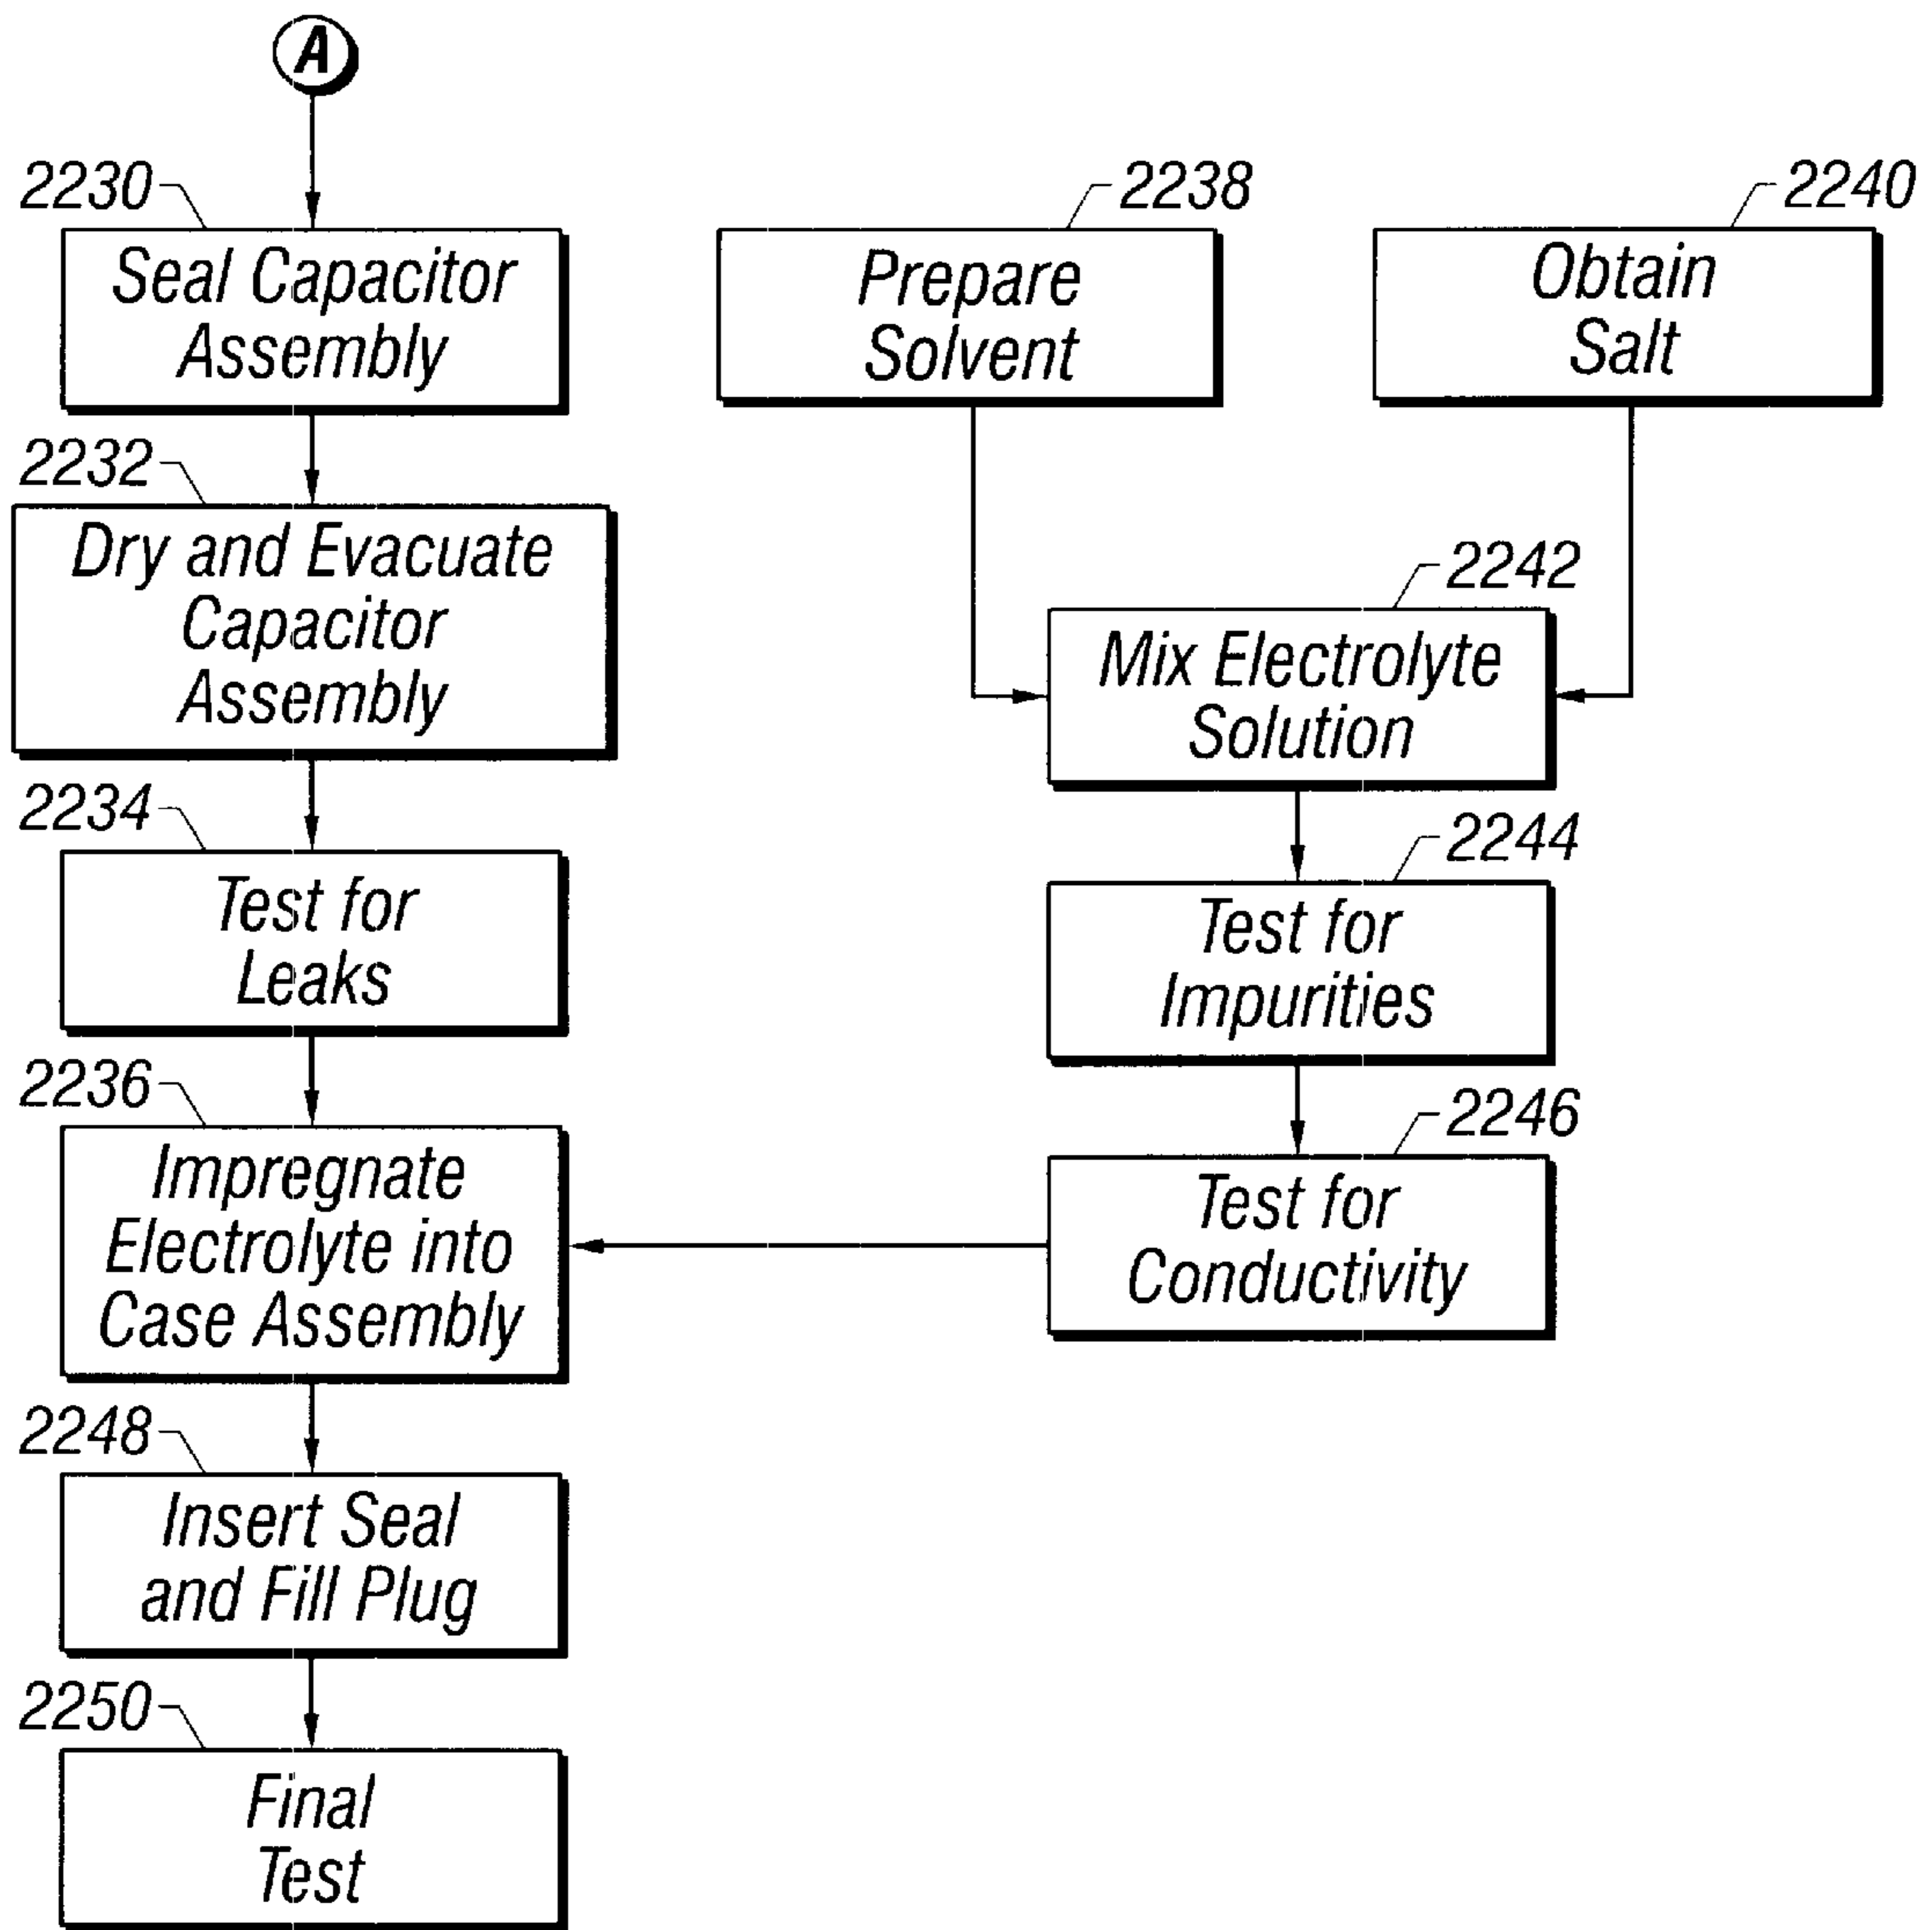 A
2230
Seal Capacitor
Assembly
2232
Dry and Evacuate
Capacitor
Assembly
2234
Test for
Leaks
2236
Impregnate
Electrolyte into
Case Assembly
2248
Insert Seal
and Fill Plug
2250
Final
Test
2238
Prepare
Solvent
2240
Obtain
Salt
2242
Mix Electrolyte
Solution
2244
Test for
Impurities
2246
Test for
Conductivity